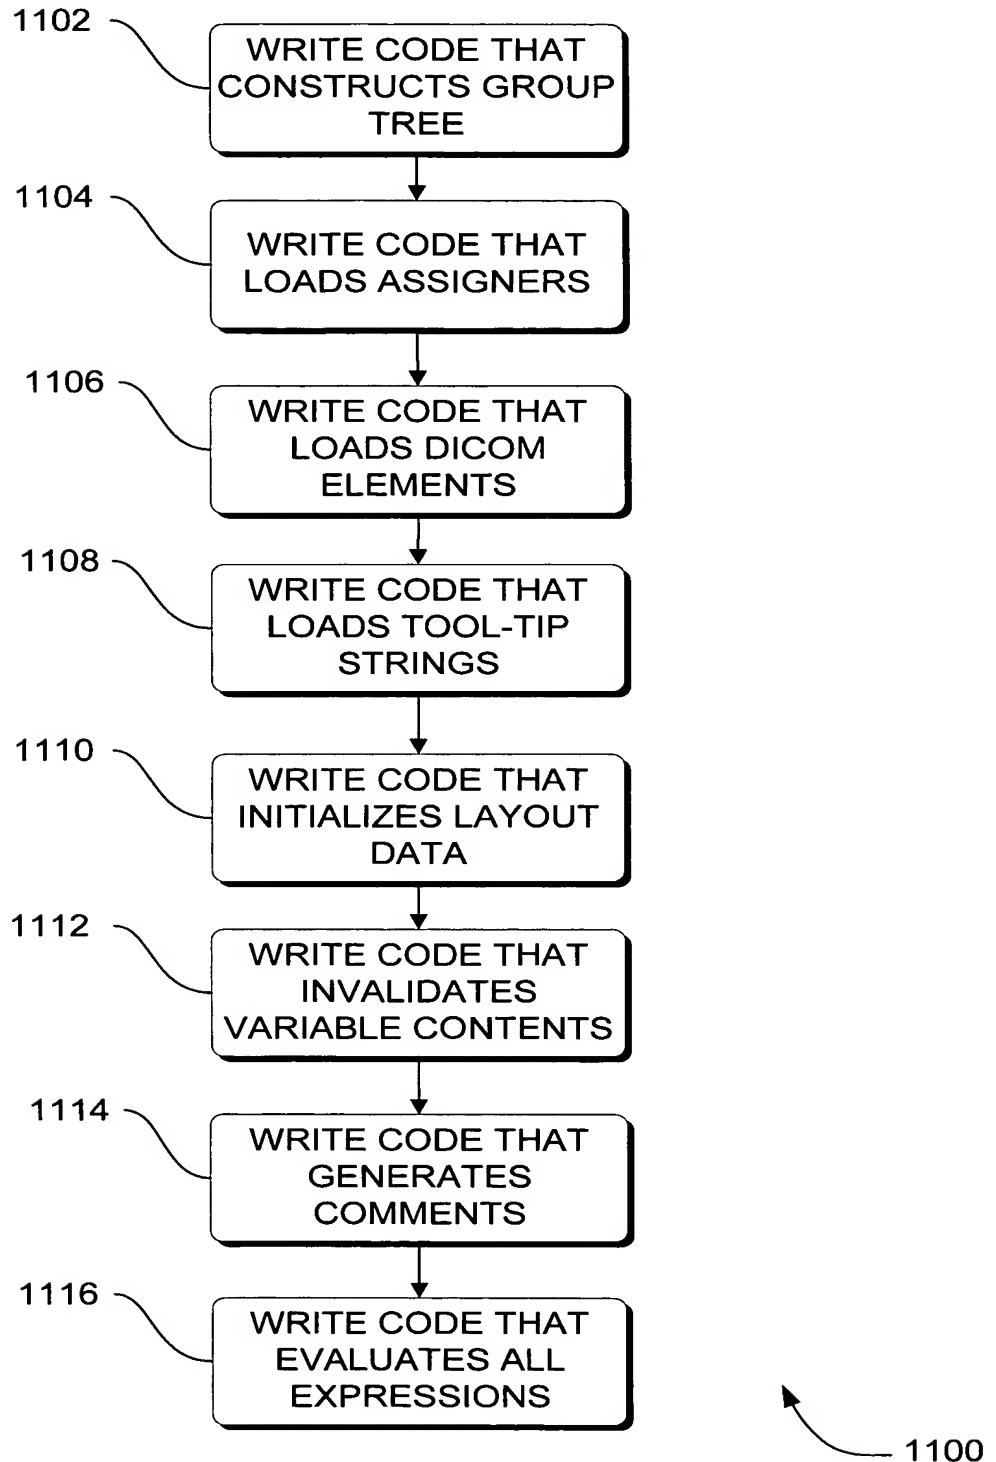 1102
WRITE CODE THAT
CONSTRUCTS GROUP
TREE
1104
WRITE CODE THAT
LOADS ASSIGNERS
1106
WRITE CODE THAT
LOADS DICOM
ELEMENTS
1108
WRITE CODE THAT
LOADS TOOL-TIP
STRINGS
1110
WRITE CODE THAT
INITIALIZES LAYOUT
DATA
1112
WRITE CODE THAT
INVALIDATES
VARIABLE CONTENTS
1114
WRITE CODE THAT
GENERATES
COMMENTS
1116
WRITE CODE THAT
EVALUATES ALL
EXPRESSIONS
1100